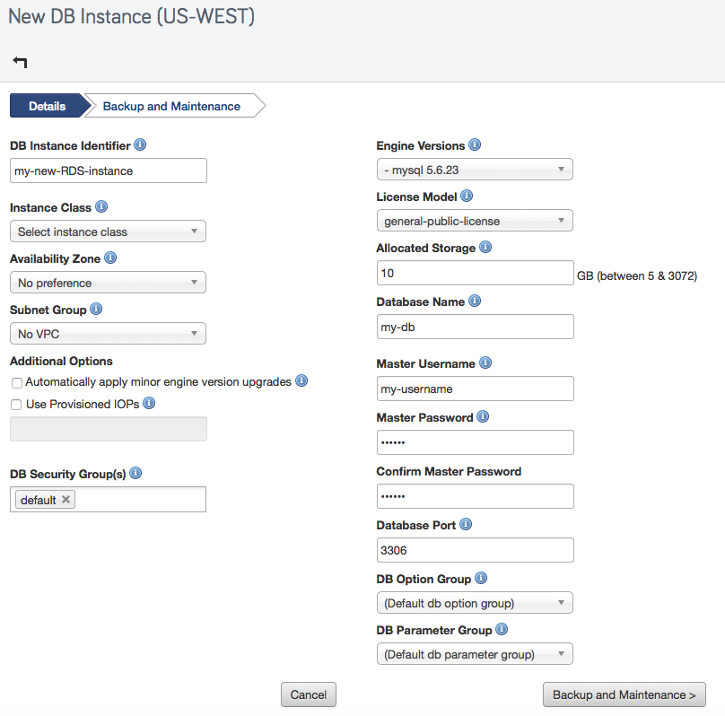 New DB Instance (US-WEST)
Details
Backup and Maintenance
DB Instance Identifier
my-new-RDS-instance
Instance Class
Select instance class
Availability Zone
No preference
Subnet Group
No VPC
Additional Options
Automatically apply minor engine version upgrades
Use Provisioned IOPs
DB Security Group(s)
default
Engine Versions
- mysql 5.6.23
License Model
general-public-license
Allocated Storage
10
GB (between 5 & 3072)
Database Name
my-db
Master Username
my-username
Master Password
••••••
Confirm Master Password
••••••
Database Port
3306
DB Option Group
(Default db option group)
DB Parameter Group
(Default db parameter group)
Cancel
Backup and Maintenance >